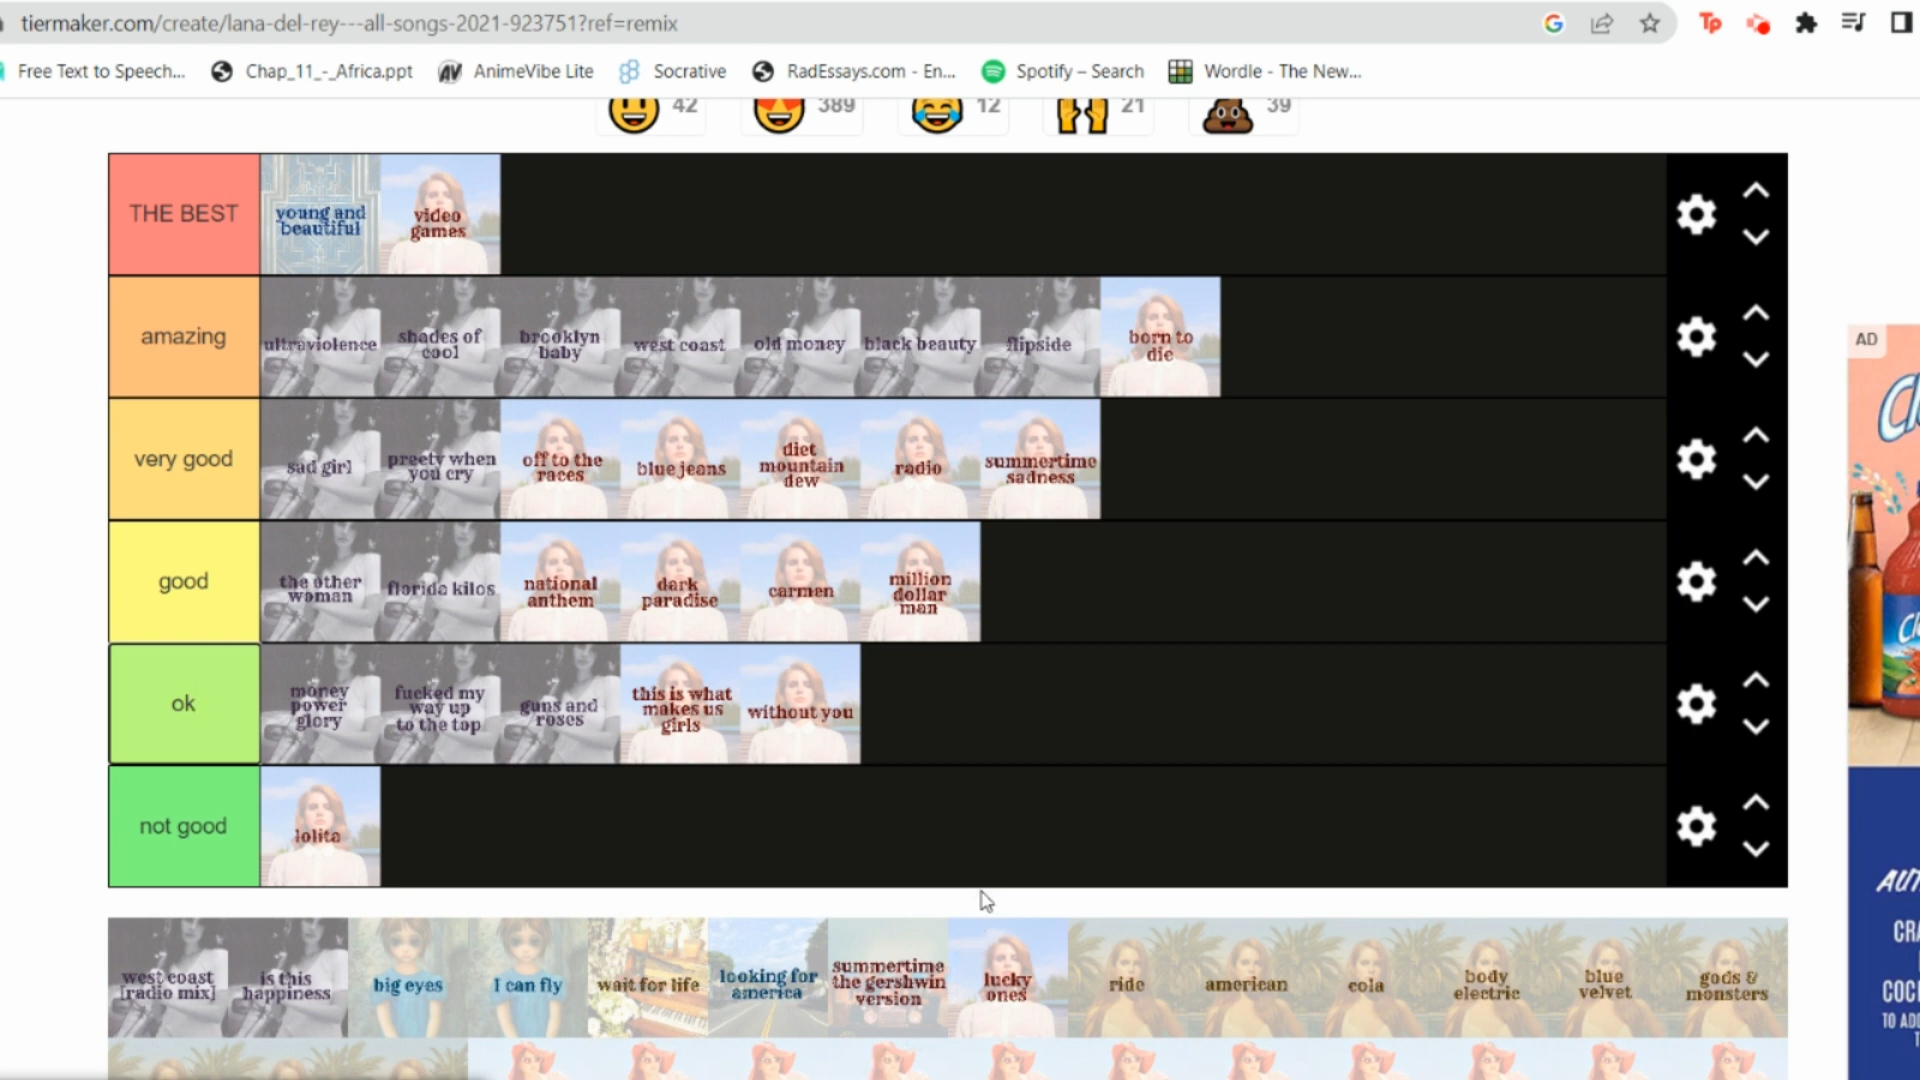 tiermaker.com/create/lana-del-rey---all-songs-2021-923751?ref=remix
Free Text to Speech...
Chap_11_-_Africa.ppt
AnimeVibe Lite
Socrative
RadEssays.com - En...
Spotify – Search
Wordle - The New...
42
389
12
21
39
THE BEST
young and
beautiful
video
games
amazing
ultraviolence
shades of
cool
brooklyn
baby
west coast
old money
black beauty
flipside
born to
die
very good
sad girl
preety when
you cry
off to the
races
blue jeans
diet
mountain
dew
radio
summertime
sadness
good
the other
woman
florida kilos
national
anthem
dark
paradise
carmen
million
dollar
man
ok
money
power
glory
fucked my
way up
to the top
guns and
roses
this is what
makes us
girls
without you
not good
lolita
west coast
[radio mix]
is this
happiness
big eyes
I can fly
wait for life
looking for
america
summertime
the gershwin
version
lucky
ones
ride
american
cola
body
electric
blue
velvet
gods &
monsters
AD
TO AD